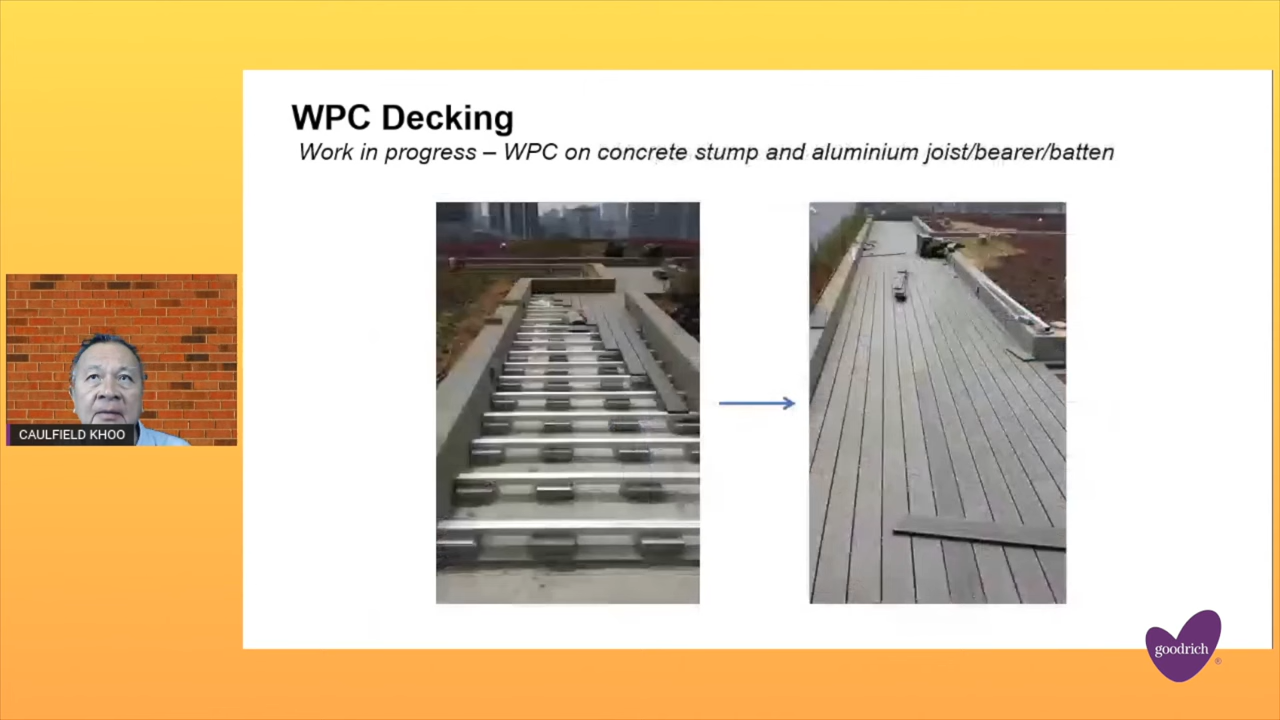 WPC Decking
Work in progress – WPC on concrete stump and aluminium joist/bearer/batten
CAULFIELD KHOO
goodrich®